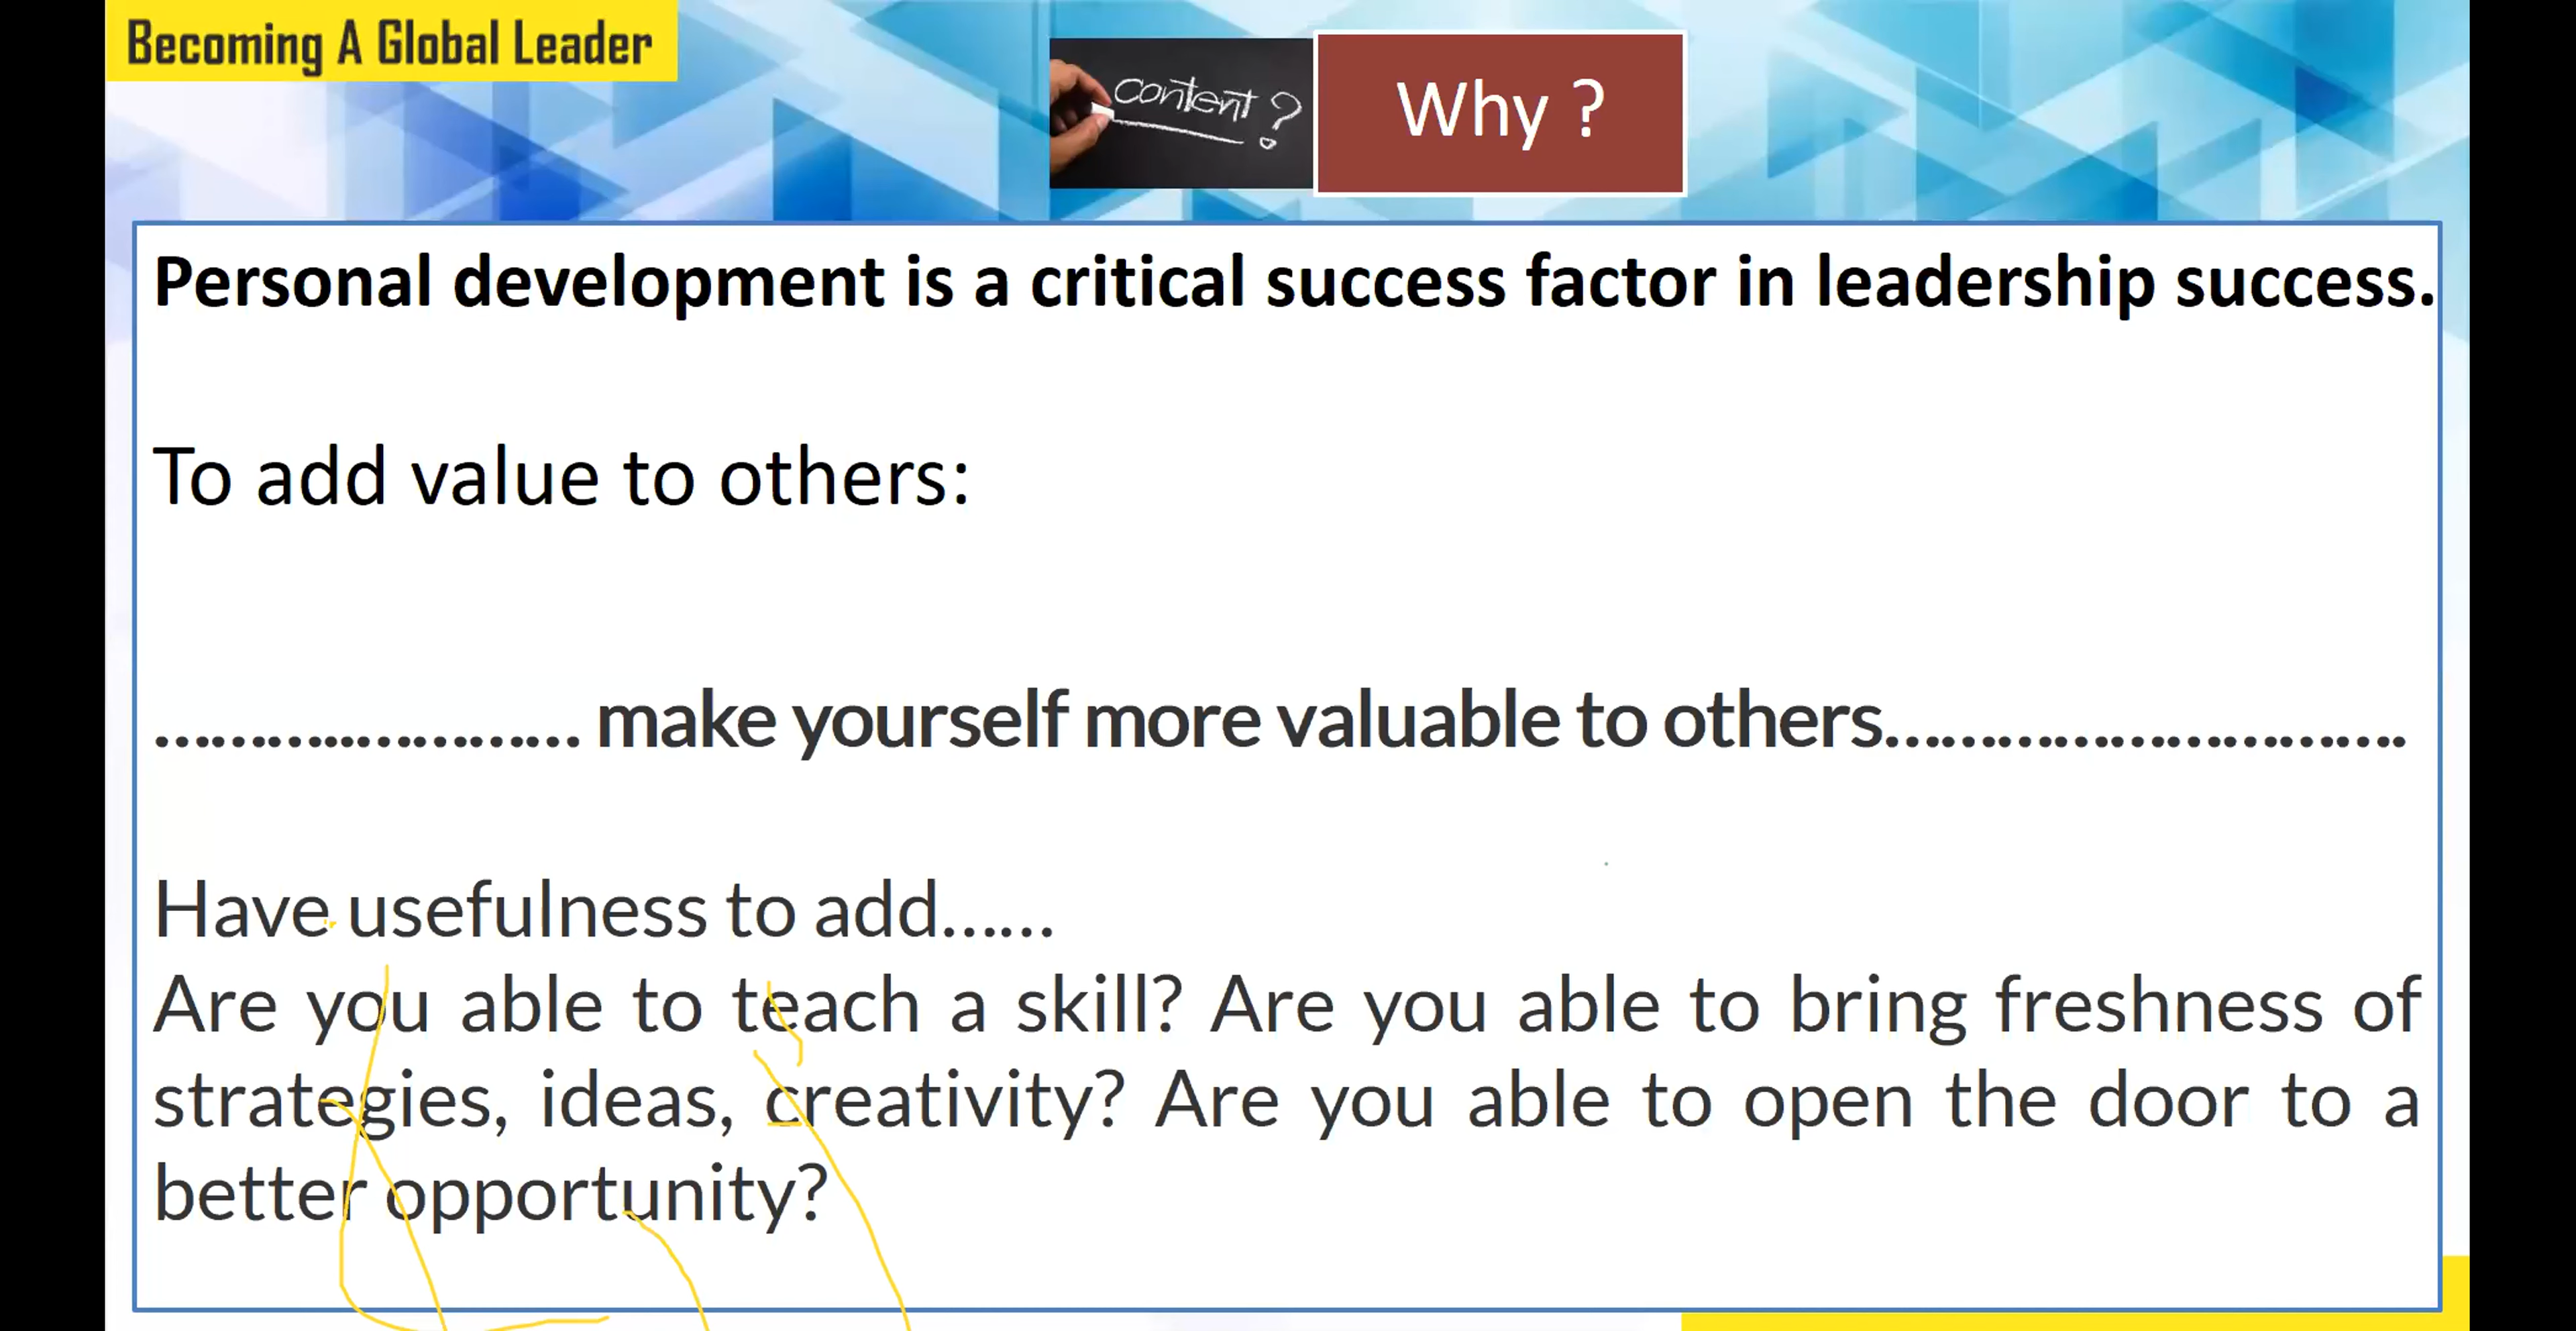 Becoming A Global Leader
content?
Why ?
Personal development is a critical success factor in leadership success.
To add value to others:
………...………… make yourself more valuable to others……………………….
Have usefulness to add……
Are you able to teach a skill? Are you able to bring freshness of
strategies, ideas, creativity? Are you able to open the door to a
better opportunity?